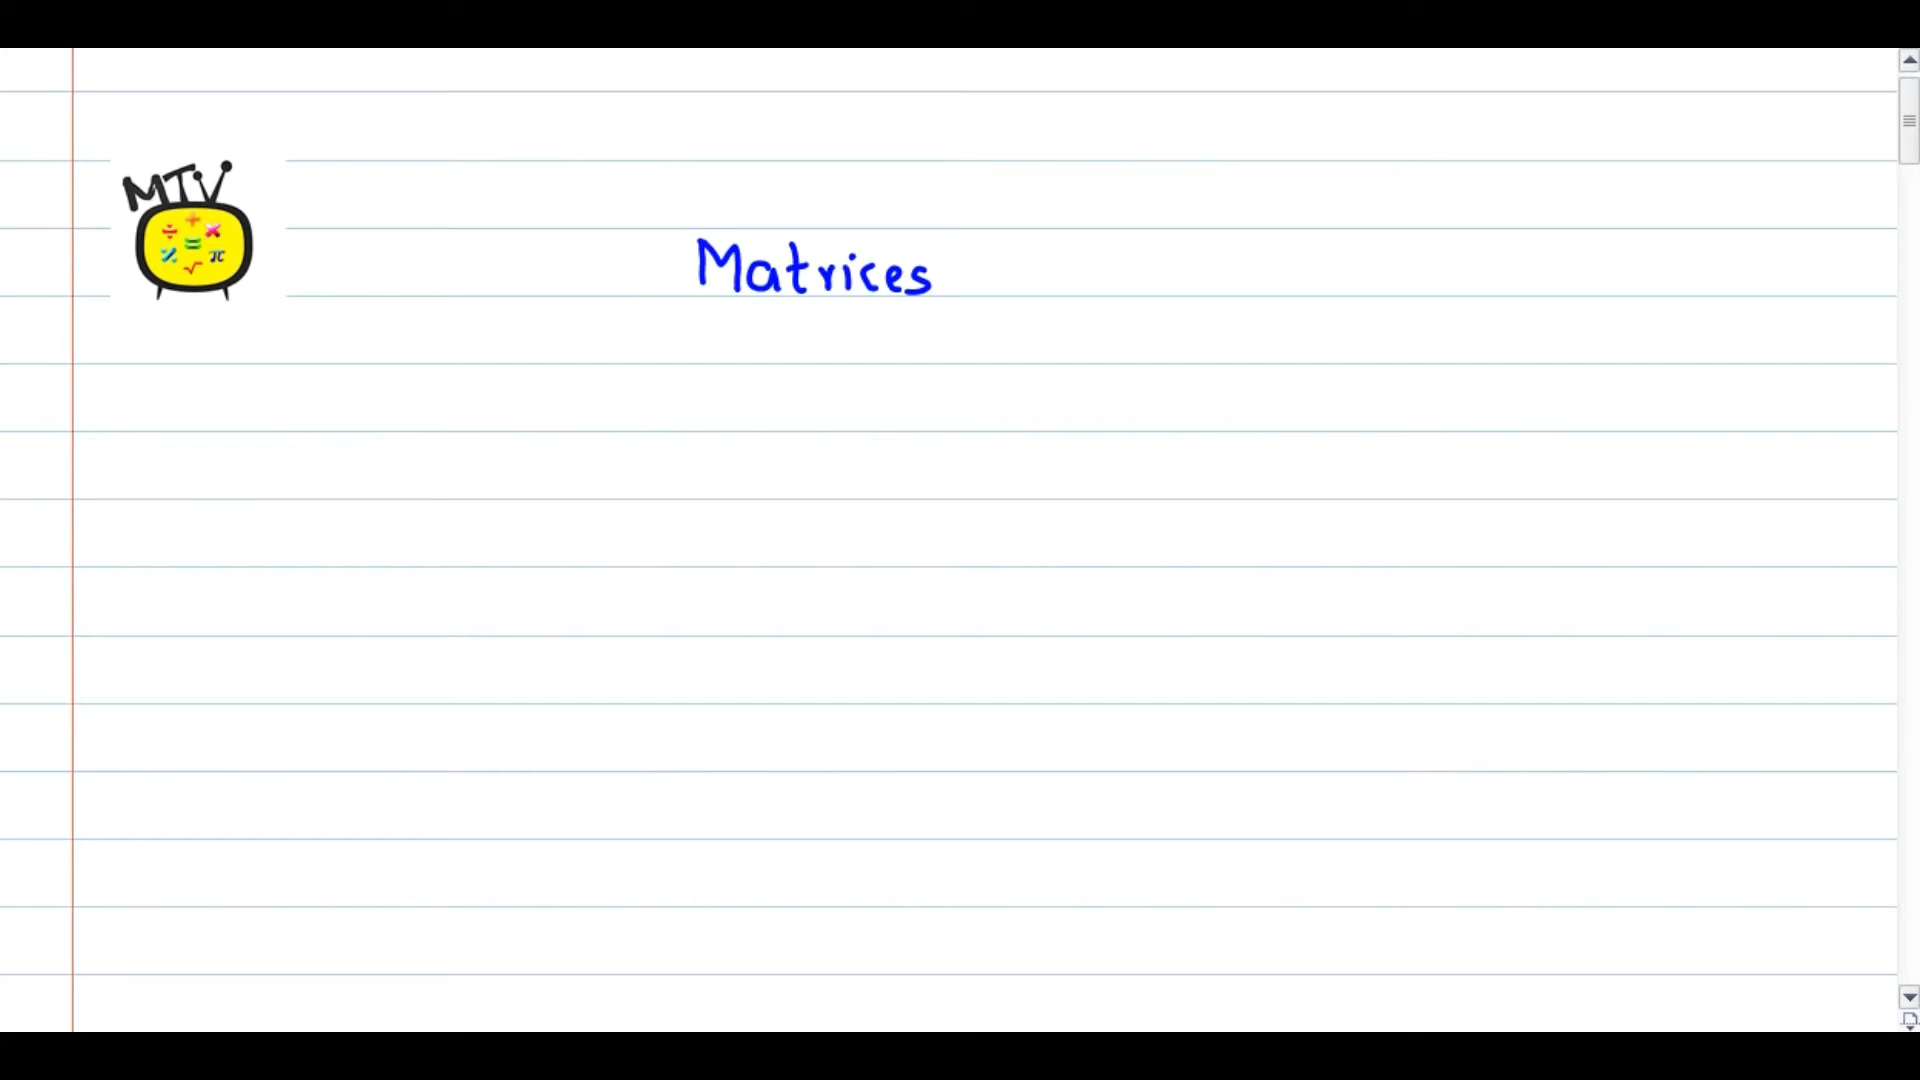 MTV
÷ + ×
% = π
√
Matrices